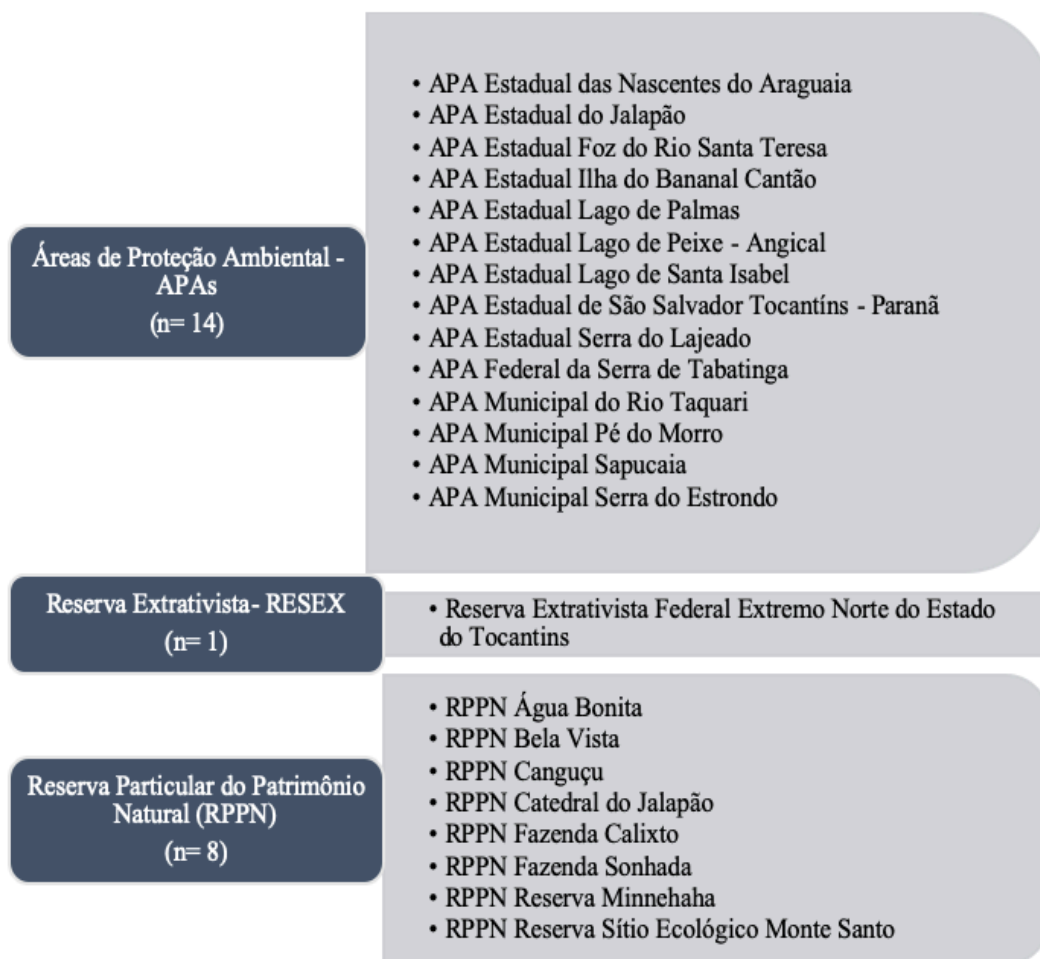 Áreas de Proteção Ambiental -
APAs
(n= 14)
• APA Estadual das Nascentes do Araguaia
• APA Estadual do Jalapão
• APA Estadual Foz do Rio Santa Teresa
• APA Estadual Ilha do Bananal Cantão
• APA Estadual Lago de Palmas
• APA Estadual Lago de Peixe - Angical
• APA Estadual Lago de Santa Isabel
• APA Estadual de São Salvador Tocantíns - Paranã
• APA Estadual Serra do Lajeado
• APA Federal da Serra de Tabatinga
• APA Municipal do Rio Taquari
• APA Municipal Pé do Morro
• APA Municipal Sapucaia
• APA Municipal Serra do Estrondo
Reserva Extrativista- RESEX
(n= 1)
• Reserva Extrativista Federal Extremo Norte do Estado
do Tocantins
Reserva Particular do Patrimônio
Natural (RPPN)
(n= 8)
• RPPN Água Bonita
• RPPN Bela Vista
• RPPN Canguçu
• RPPN Catedral do Jalapão
• RPPN Fazenda Calixto
• RPPN Fazenda Sonhada
• RPPN Reserva Minnehaha
• RPPN Reserva Sítio Ecológico Monte Santo